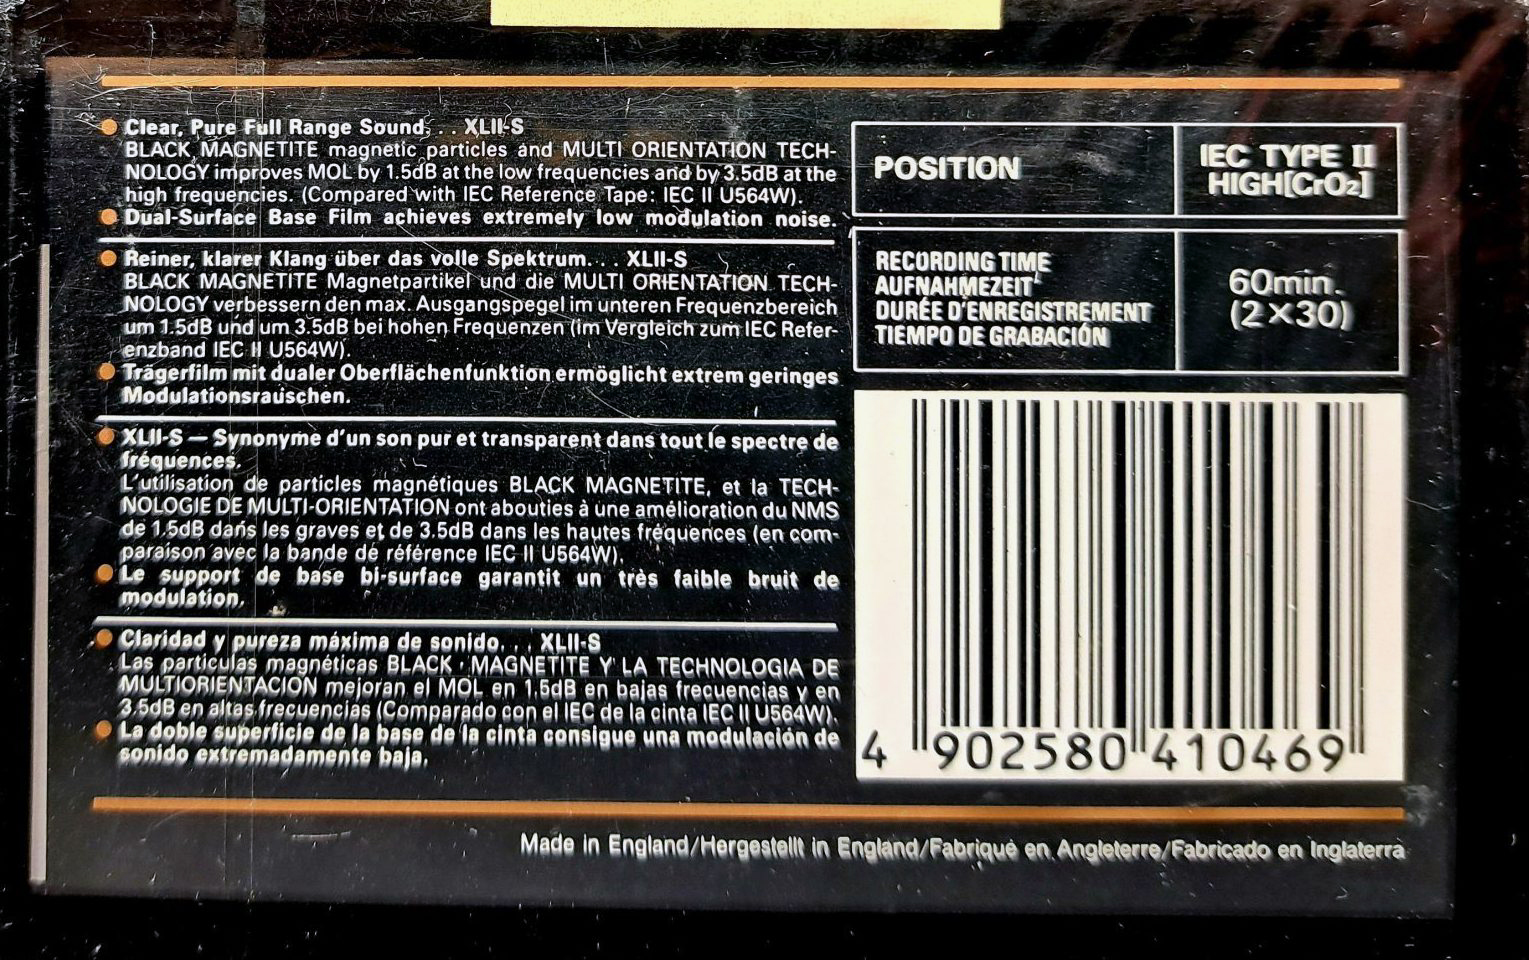 Clear, Pure Full Range Sound. . . XLII-S
BLACK MAGNETITE magnetic particles and MULTI ORIENTATION TECH-
NOLOGY improves MOL by 1.5dB at the low frequencies and by 3.5dB at the
high frequencies. (Compared with IEC Reference Tape: IEC II U564W).
Dual-Surface Base Film achieves extremely low modulation noise.
Reiner, klarer Klang über das volle Spektrum. . . XLII-S
BLACK MAGNETITE Magnetpartikel und die MULTI ORIENTATION TECH-
NOLOGY verbessern den max. Ausgangspegel im unteren Frequenzbereich
um 1.5dB und um 3.5dB bei hohen Frequenzen (im Vergleich zum IEC Refer-
enzband IEC II U564W).
Trägerfilm mit dualer Oberflächenfunktion ermöglicht extrem geringes
Modulationsrauschen.
XLII-S — Synonyme d'un son pur et transparent dans tout le spectre de
fréquences.
L'utilisation de particles magnétiques BLACK MAGNETITE, et la TECH-
NOLOGIE DE MULTI-ORIENTATION ont abouties à une amélioration du NMS
de 1.5dB dans les graves et de 3.5dB dans les hautes fréquences (en com-
paraison avec la bande de référence IEC II U564W).
Le support de base bi-surface garantit un très faible bruit de
modulation.
Claridad y pureza máxima de sonido. . . XLII-S
Las particulas magnéticas BLACK MAGNETITE Y LA TECHNOLOGIA DE
MULTIORIENTACION mejoran el MOL en 1.5dB en bajas frecuencias y en
3.5dB en altas frecuencias (Comparado con el IEC de la cinta IEC II U564W).
La doble superficie de la base de la cinta consigue una modulación de
sonido extremadamente baja.
POSITION
IEC TYPE II
HIGH[CrO2]
RECORDING TIME
AUFNAHMEZEIT
DURÉE D'ENREGISTREMENT
TIEMPO DE GRABACIÓN
60min.
(2×30)
4 902580 410469
Made in England/Hergestellt in England/Fabriqué en Angleterre/Fabricado en Inglaterra